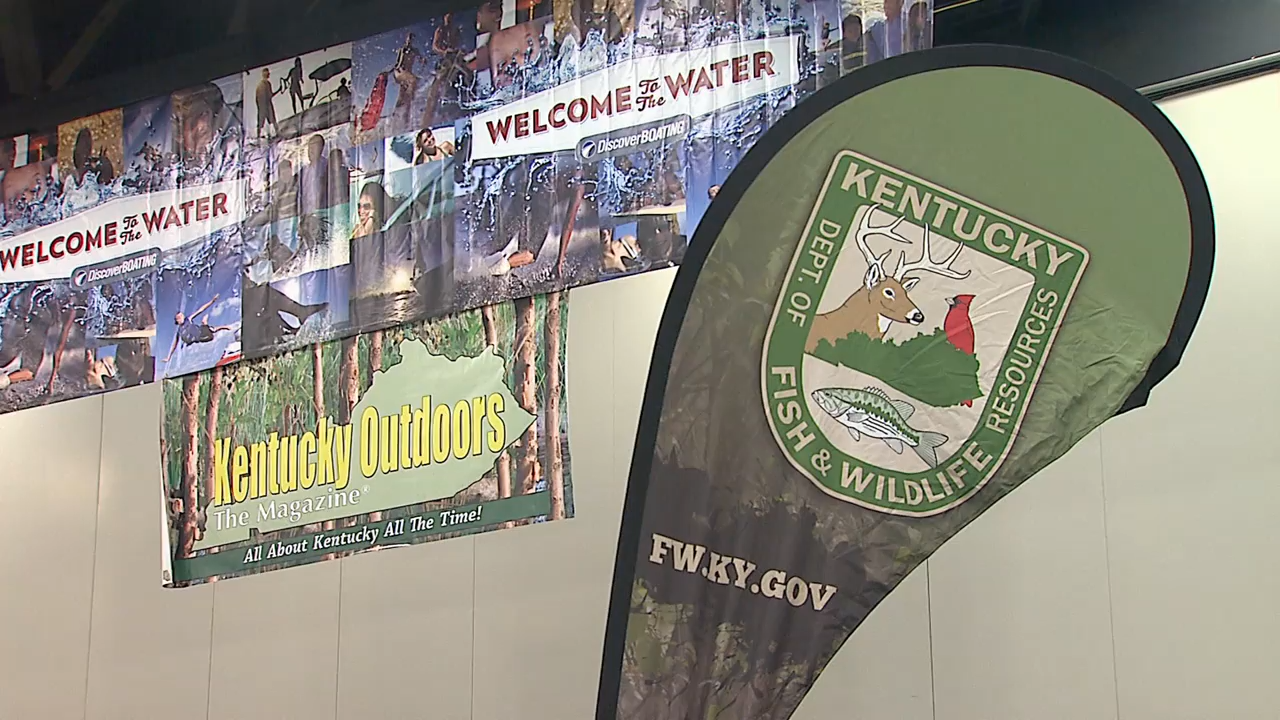 WELCOME To The WATER
DiscoverBOATING
WELCOME To The WATER
DiscoverBOATING
Kentucky Outdoors
The Magazine®
All About Kentucky All The Time!
KENTUCKY
DEPT. OF
FISH & WILDLIFE
RESOURCES
FW.KY.GOV